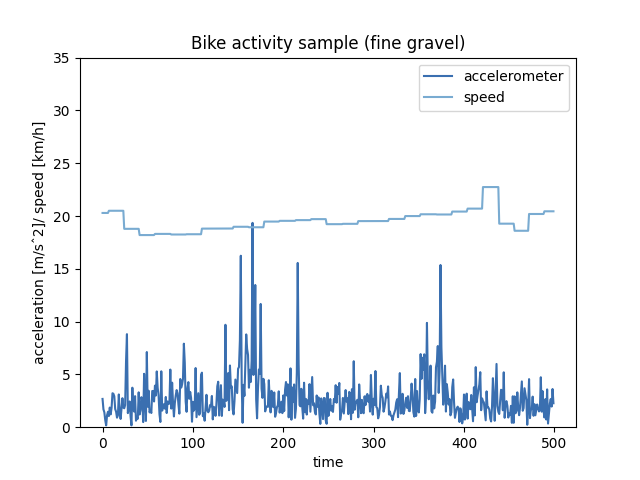 Bike activity sample (fine gravel)
accelerometer
speed
acceleration [m/sˆ2]/ speed [km/h]
35
30
25
20
15
10
5
0
0 100 200 300 400 500
time